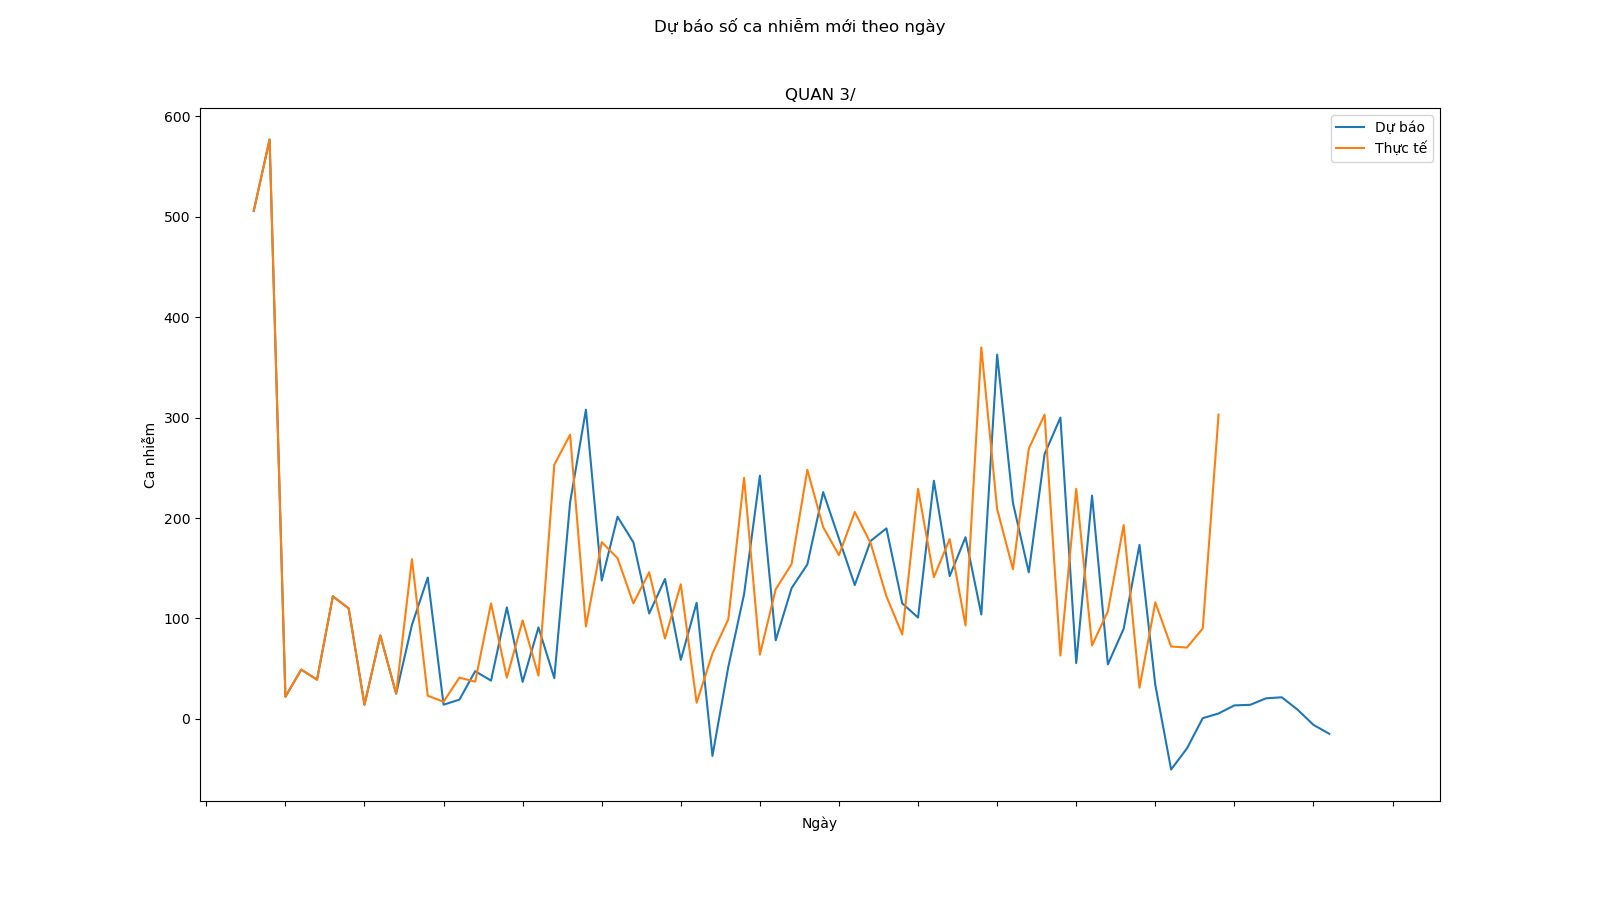 Dự báo số ca nhiễm mới theo ngày
QUAN 3/
600
500
400
300
200
100
0
Ca nhiễm
Ngày
Dự báo
Thực tế